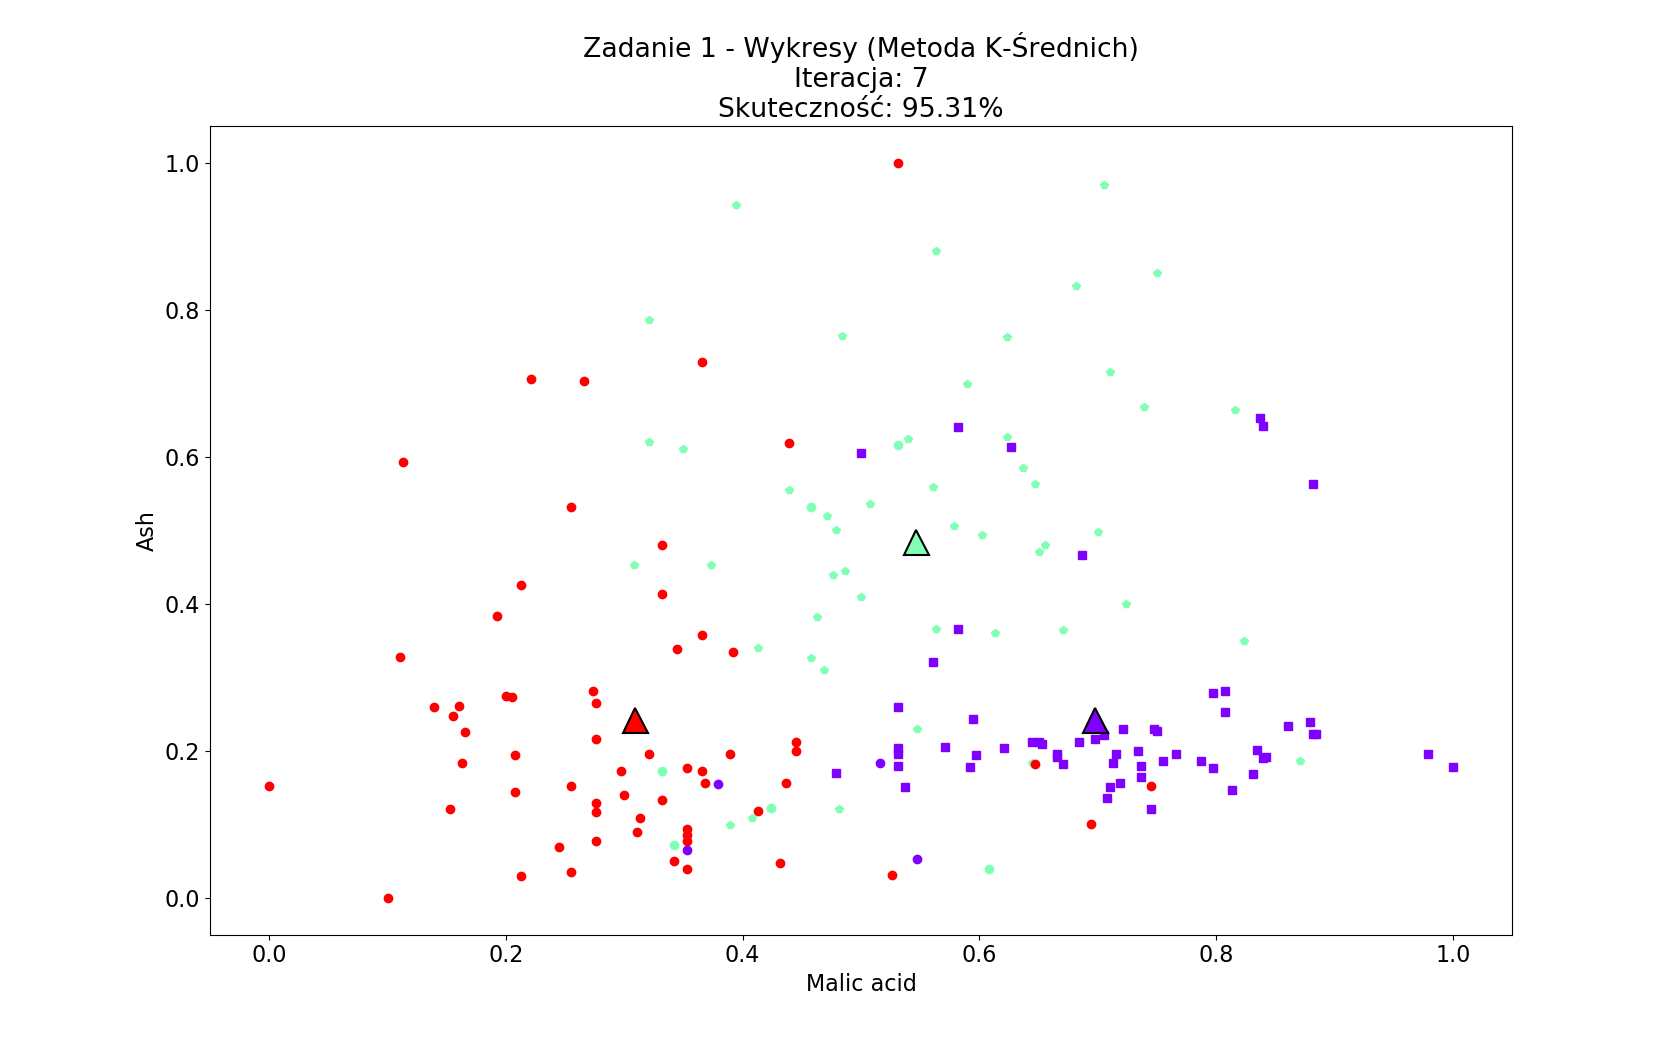 Zadanie 1 - Wykresy (Metoda K-Średnich)
Iteracja: 7
Skuteczność: 95.31%
1.0
0.8
0.6
0.4
0.2
0.0
Ash
0.0 0.2 0.4 0.6 0.8 1.0
Malic acid